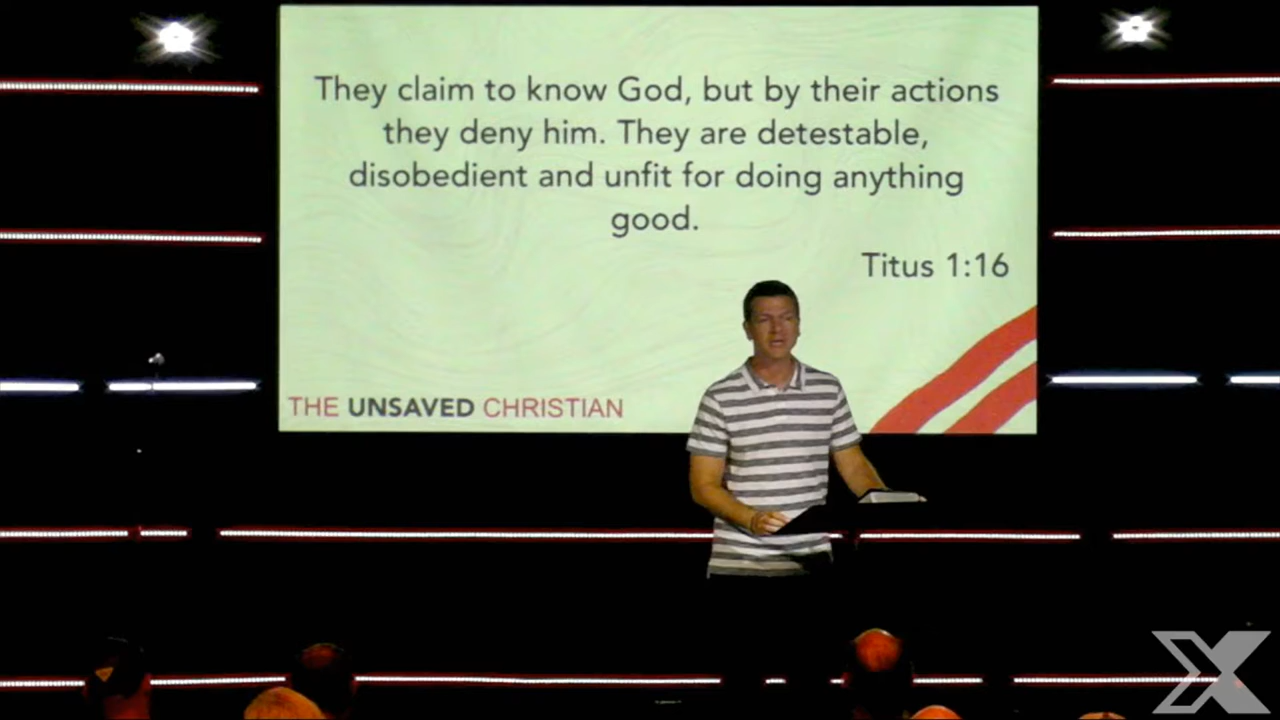 They claim to know God, but by their actions
they deny him. They are detestable,
disobedient and unfit for doing anything
good.
Titus 1:16
THE UNSAVED CHRISTIAN
X